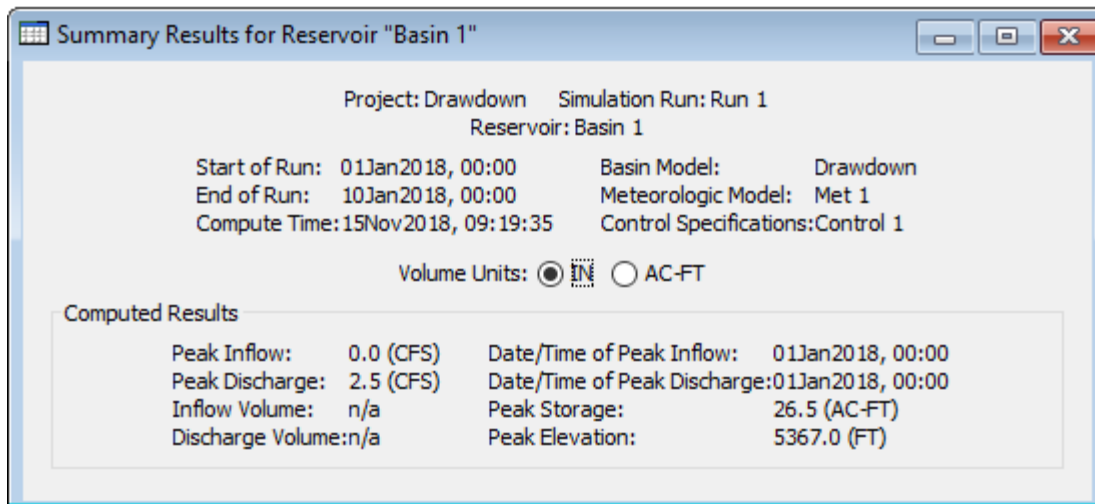 Summary Results for Reservoir "Basin 1"
Project: Drawdown Simulation Run: Run 1
Reservoir: Basin 1
Start of Run: 01Jan2018, 00:00 Basin Model: Drawdown
End of Run: 10Jan2018, 00:00 Meteorologic Model: Met 1
Compute Time:15Nov2018, 09:19:35 Control Specifications:Control 1
Volume Units: IN AC-FT
Computed Results
Peak Inflow: 0.0 (CFS) Date/Time of Peak Inflow: 01Jan2018, 00:00
Peak Discharge: 2.5 (CFS) Date/Time of Peak Discharge:01Jan2018, 00:00
Inflow Volume: n/a Peak Storage: 26.5 (AC-FT)
Discharge Volume:n/a Peak Elevation: 5367.0 (FT)